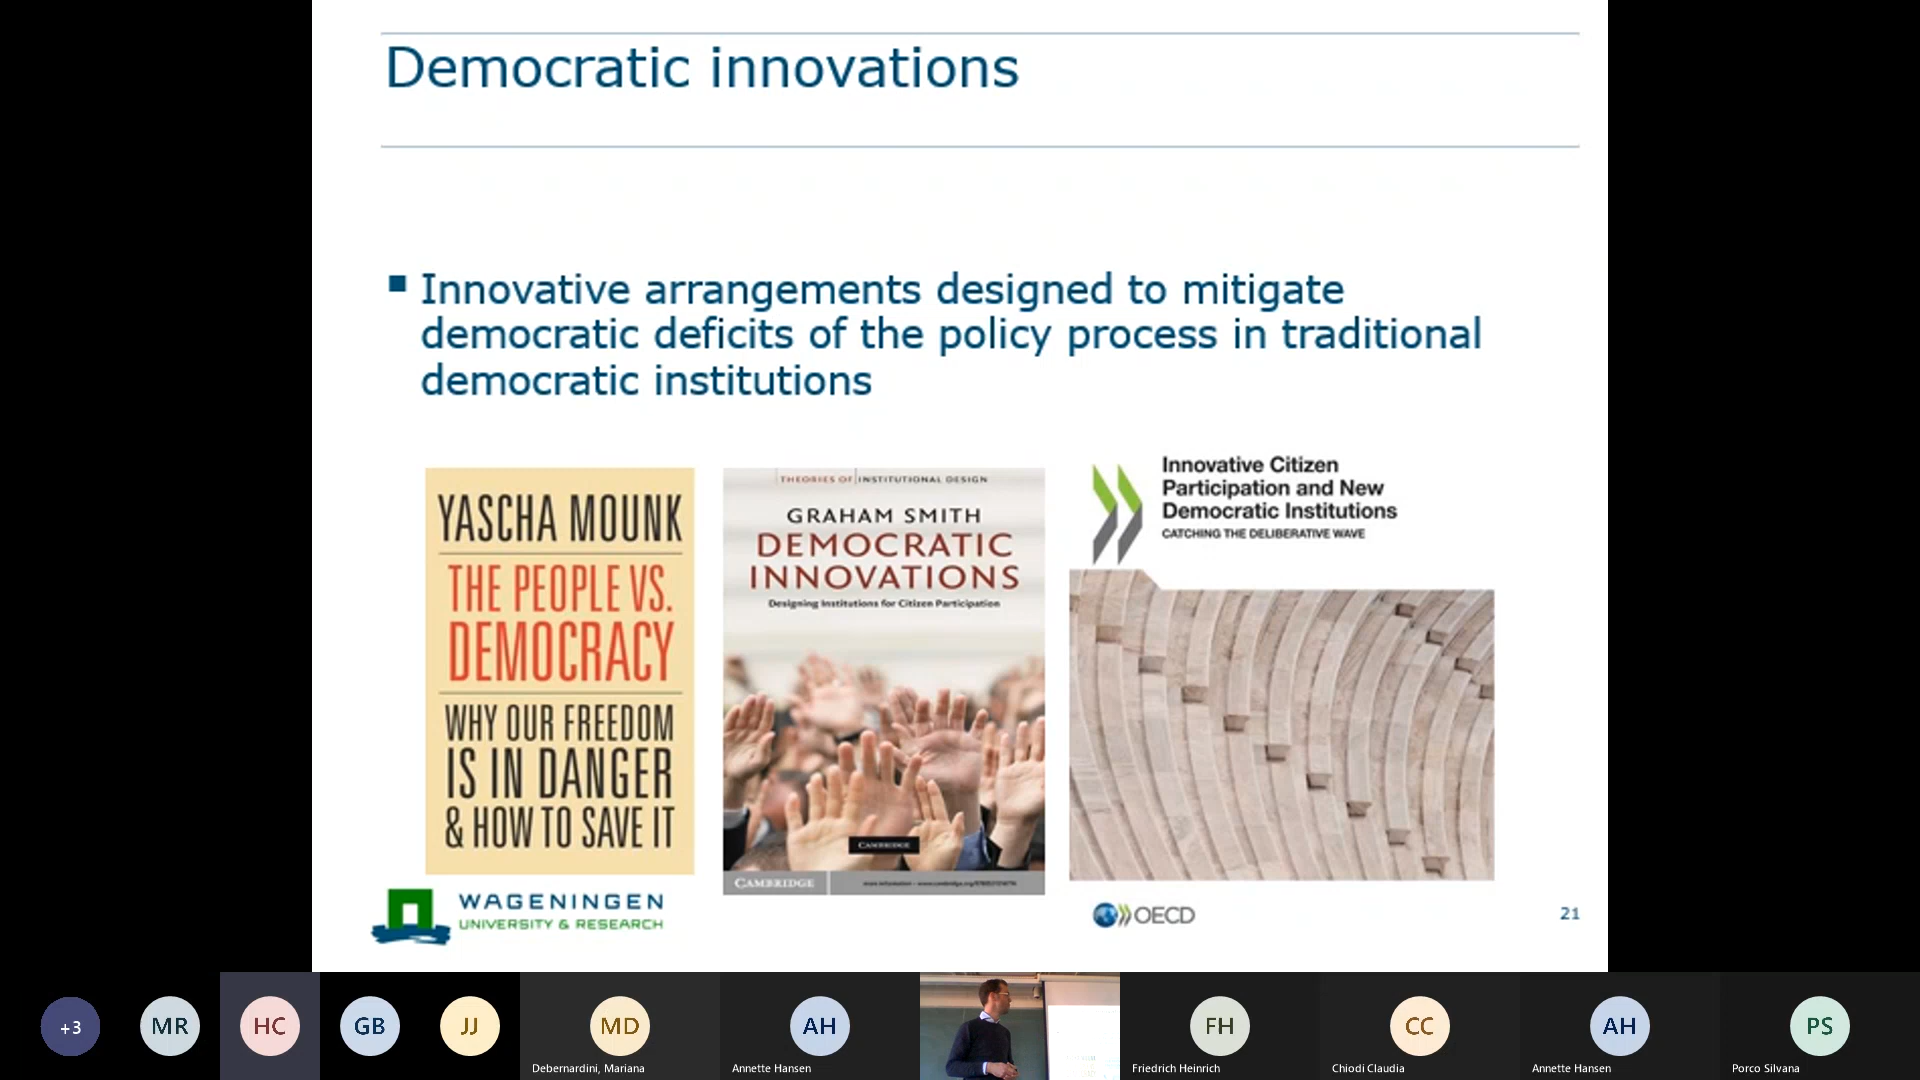 Democratic innovations
Innovative arrangements designed to mitigate
democratic deficits of the policy process in traditional
democratic institutions
YASCHA MOUNK
THE PEOPLE VS.
DEMOCRACY
WHY OUR FREEDOM
IS IN DANGER
& HOW TO SAVE IT
THEORIES OF INSTITUTIONAL DESIGN
GRAHAM SMITH
DEMOCRATIC
INNOVATIONS
Designing Institutions for Citizen Participation
CAMBRIDGE
CAMBRIDGE
Innovative Citizen
Participation and New
Democratic Institutions
CATCHING THE DELIBERATIVE WAVE
WAGENINGEN
UNIVERSITY & RESEARCH
OECD
21
+3
MR
HC
GB
JJ
MD
Debernardini, Mariana
AH
Annette Hansen
FH
Friedrich Heinrich
CC
Chiodi Claudia
AH
Annette Hansen
PS
Porco Silvana